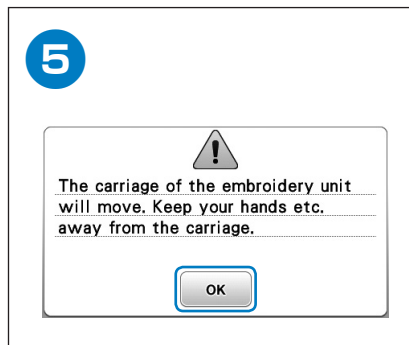 5
The carriage of the embroidery unit
will move. Keep your hands etc.
away from the carriage.
OK